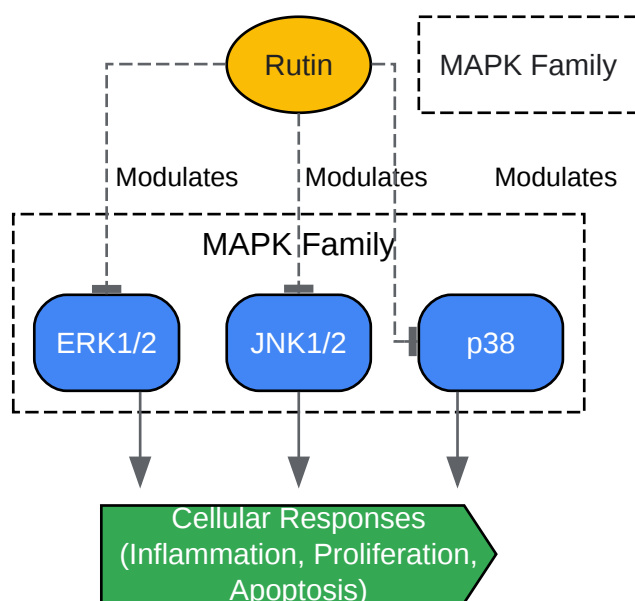 Rutin
MAPK Family
Modulates
Modulates
Modulates
MAPK Family
ERK1/2
JNK1/2
p38
Cellular Responses
(Inflammation, Proliferation,
Apoptosis)